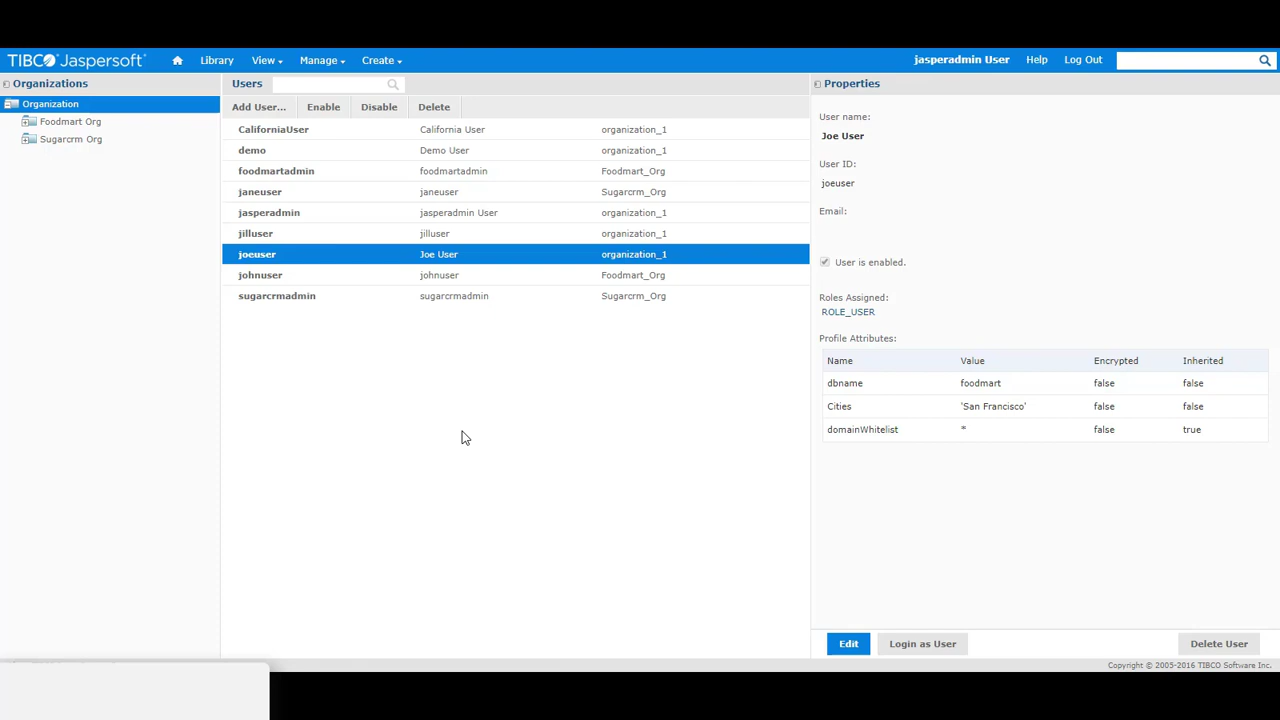 TIBCO Jaspersoft®
Library
View
Manage
Create
jasperadmin User
Help
Log Out
Organizations
Organization
Foodmart Org
Sugarcrm Org
Users
Add User...
Enable
Disable
Delete
CaliforniaUser California User organization_1
demo Demo User organization_1
foodmartadmin foodmartadmin Foodmart_Org
janeuser janeuser Sugarcrm_Org
jasperadmin jasperadmin User organization_1
jilluser jilluser organization_1
joeuser Joe User organization_1
johnuser johnuser Foodmart_Org
sugarcrmadmin sugarcrmadmin Sugarcrm_Org
Properties
User name:
Joe User
User ID:
joeuser
Email:
User is enabled.
Roles Assigned:
ROLE_USER
Profile Attributes:
Name Value Encrypted Inherited
dbname foodmart false false
Cities 'San Francisco' false false
domainWhitelist * false true
Edit
Login as User
Delete User
Copyright © 2005-2016 TIBCO Software Inc.